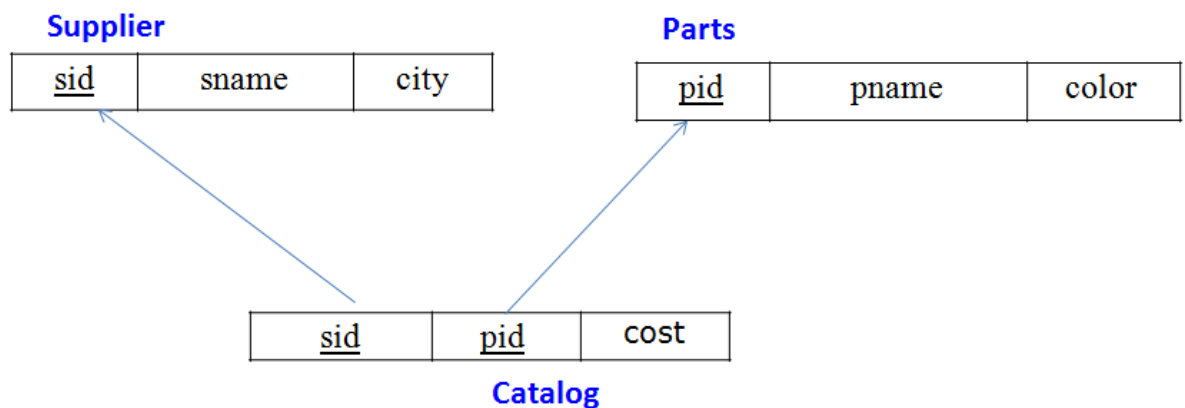 Supplier
Parts
sid sname city
pid pname color
sid pid cost
Catalog